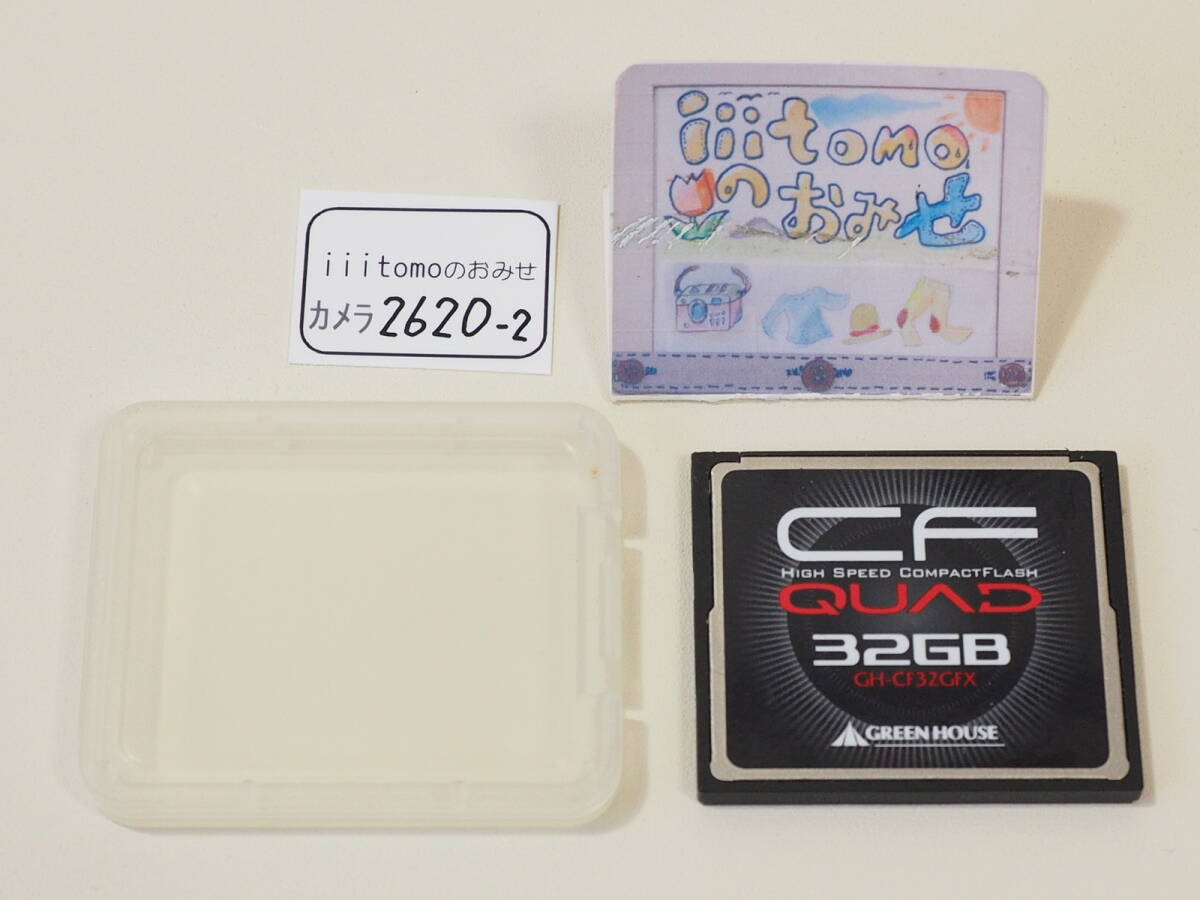 iiitomo
のおみせ
iiitomoのおみせ
カメラ2620-2
CF
HIGH SPEED COMPACTFLASH
QUAD
32GB
GH-CF32GFX
GREEN HOUSE